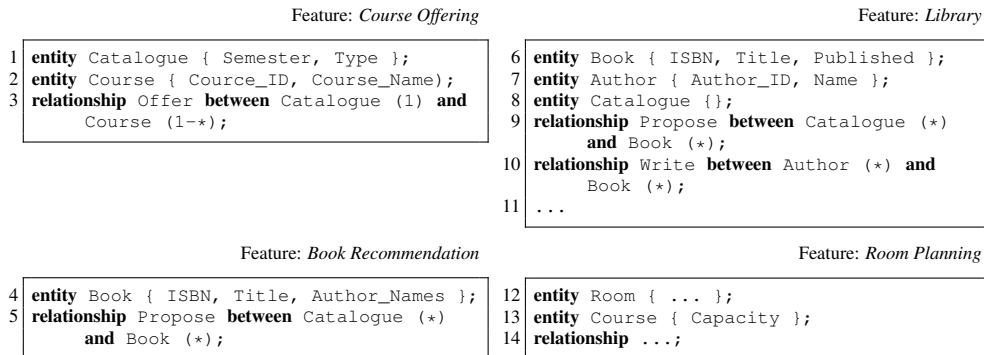 Feature: Course Offering
1 entity Catalogue { Semester, Type };
2 entity Course { Cource_ID, Course_Name);
3 relationship Offer between Catalogue (1) and
Course (1-*);
Feature: Library
6 entity Book { ISBN, Title, Published };
7 entity Author { Author_ID, Name };
8 entity Catalogue {};
9 relationship Propose between Catalogue (*)
and Book (*);
10 relationship Write between Author (*) and
Book (*);
11 ...
Feature: Book Recommendation
4 entity Book { ISBN, Title, Author_Names };
5 relationship Propose between Catalogue (*)
and Book (*);
Feature: Room Planning
12 entity Room { ... };
13 entity Course { Capacity };
14 relationship ...;